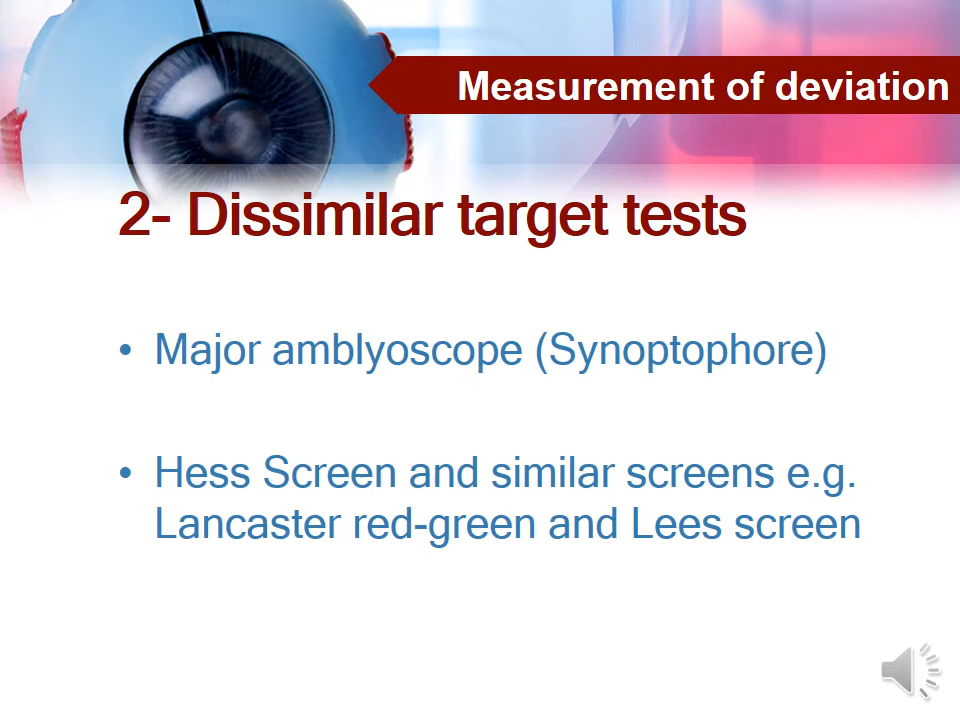 Measurement of deviation
2- Dissimilar target tests
• Major amblyoscope (Synoptophore)
• Hess Screen and similar screens e.g.
Lancaster red-green and Lees screen